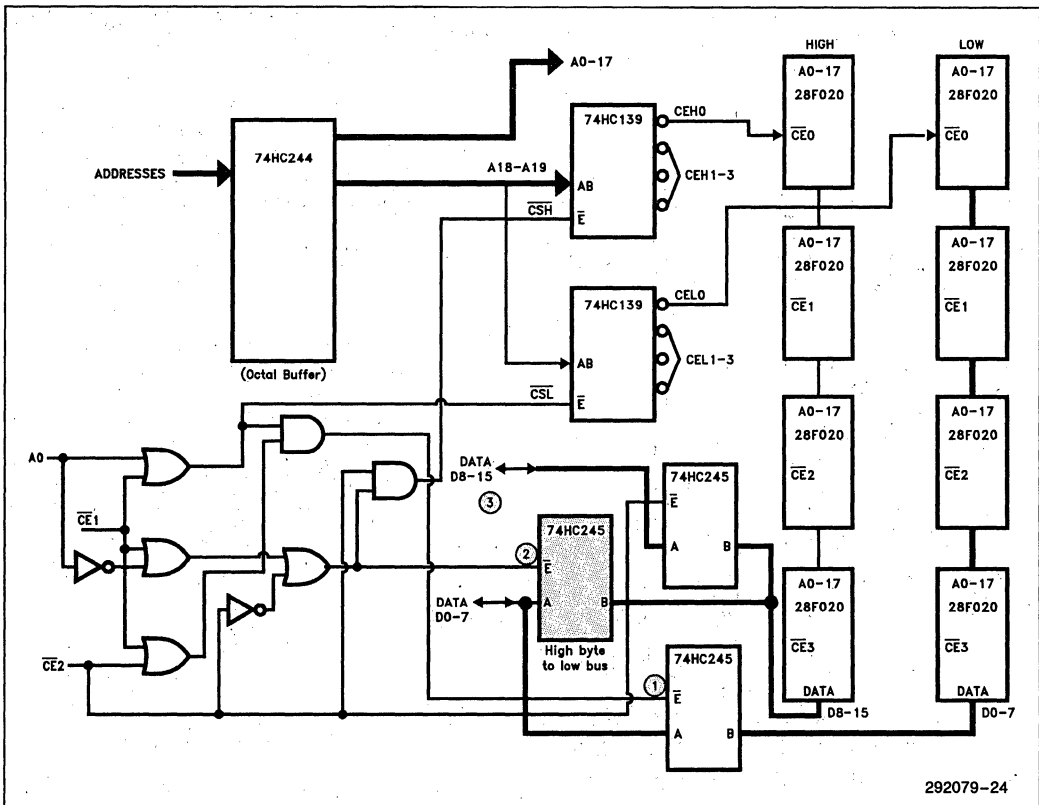 HIGH
LOW
A0-17
A0-17
28F020
CE0
A0-17
28F020
CE0
74HC139
CEH0
CEH1-3
AB
E
74HC244
ADDRESSES
A18-A19
CSH
A0-17
28F020
CE1
A0-17
28F020
CE1
74HC139
CEL0
CEL1-3
AB
E
(Octal Buffer)
CSL
A0
CE1
CE2
A0-17
28F020
CE2
A0-17
28F020
CE2
DATA
D8-15
3
74HC245
E
A
B
74HC245
2
E
DATA
D0-7
A
B
High byte
to low bus
A0-17
28F020
CE3
DATA
D8-15
A0-17
28F020
CE3
DATA
D0-7
74HC245
1
E
A
B
292079-24